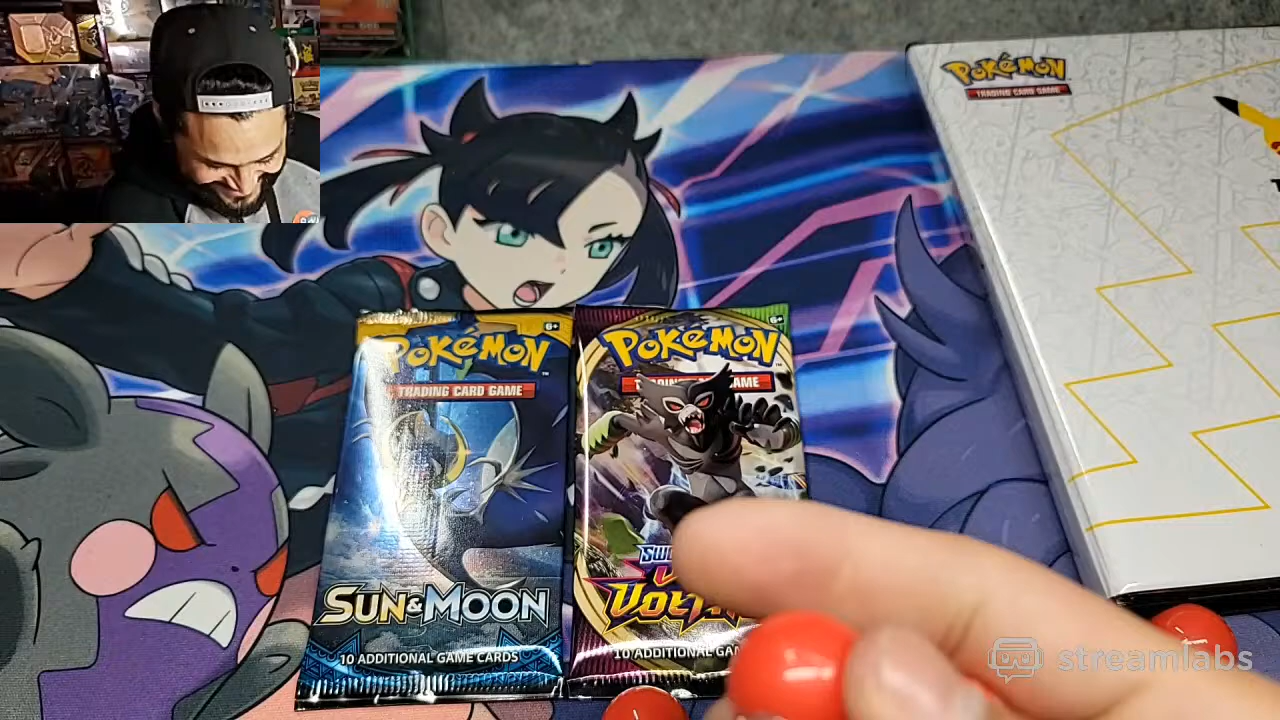 POKéMON
TRADING CARD GAME
6+
POKéMON
TRADING CARD GAME
SUN & MOON
10 ADDITIONAL GAME CARDS
6+
POKéMON
GAME
10 ADDITIONAL
streamlabs